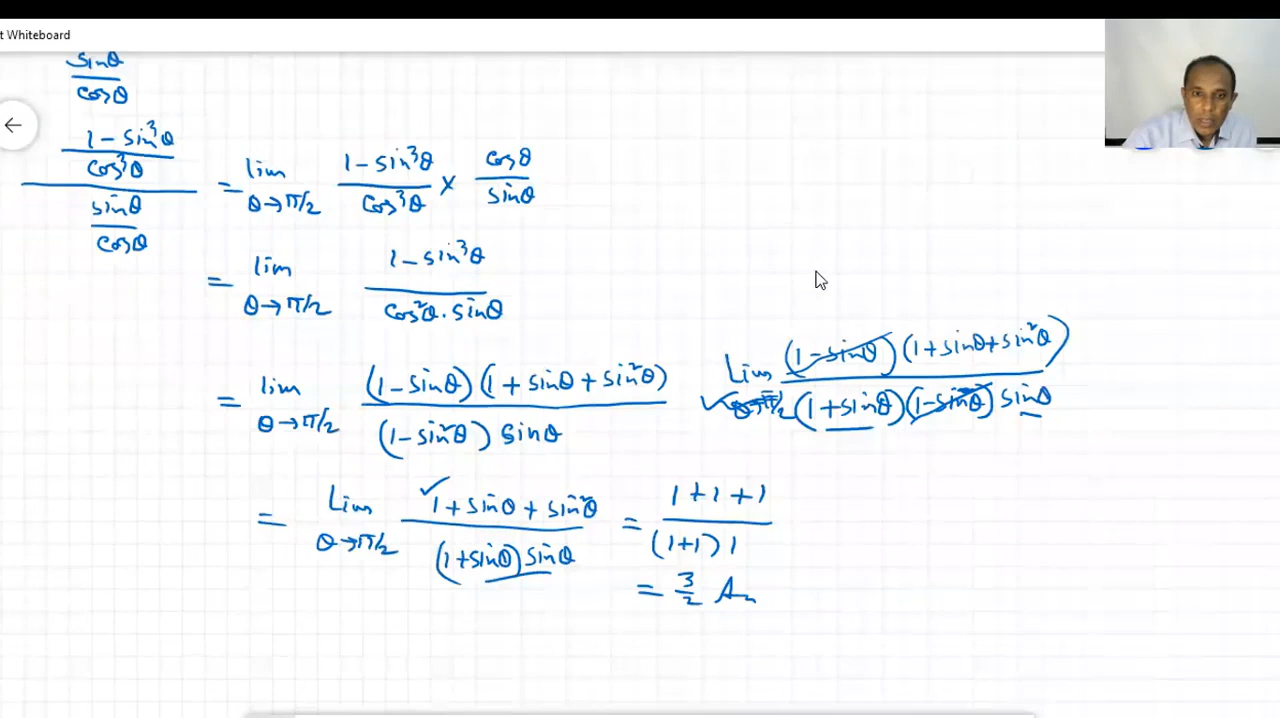 t Whiteboard
sinθ
cosθ
1 - sin³θ
cos³θ
sinθ
cosθ
= lim θ→π/2 1 - sin³θ / cos³θ × cosθ / sinθ
= lim θ→π/2 1 - sin³θ / cos²θ · sinθ
= lim θ→π/2 (1 - sinθ)(1 + sinθ + sin²θ) / (1 - sin²θ) sinθ
Lim θ→π/2 (1 - sinθ)(1 + sinθ + sin²θ) / (1 + sinθ)(1 - sinθ) sinθ
= Lim θ→π/2 1 + sinθ + sin²θ / (1 + sinθ) sinθ = 1 + 1 + 1 / (1+1) 1
= 3/2 An